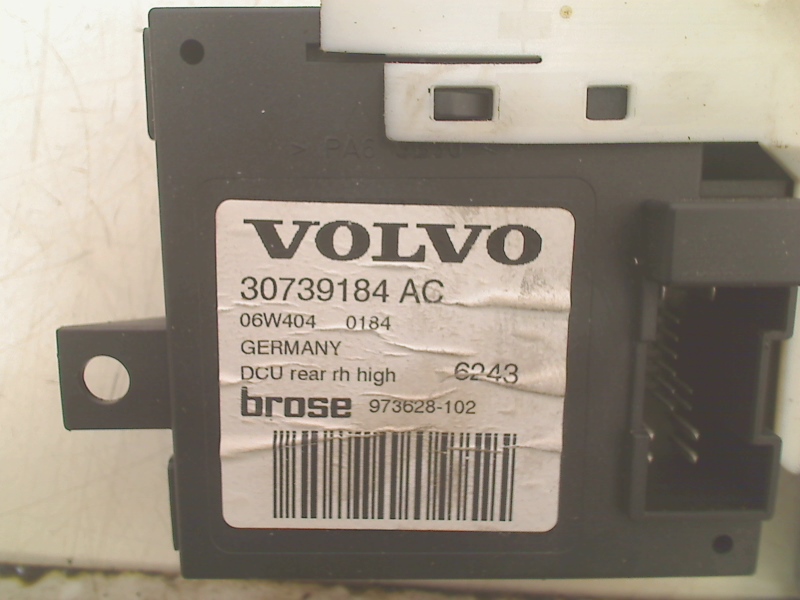 VOLVO
30739184 AC
06W404 0184
GERMANY
DCU rear rh high 6243
brose 973628-102